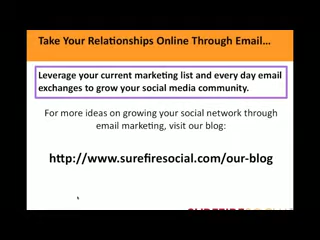 Take Your Relationships Online Through Email…
Leverage your current marketing list and every day email
exchanges to grow your social media community.
For more ideas on growing your social network through
email marketing, visit our blog:
http://www.surefiresocial.com/our-blog